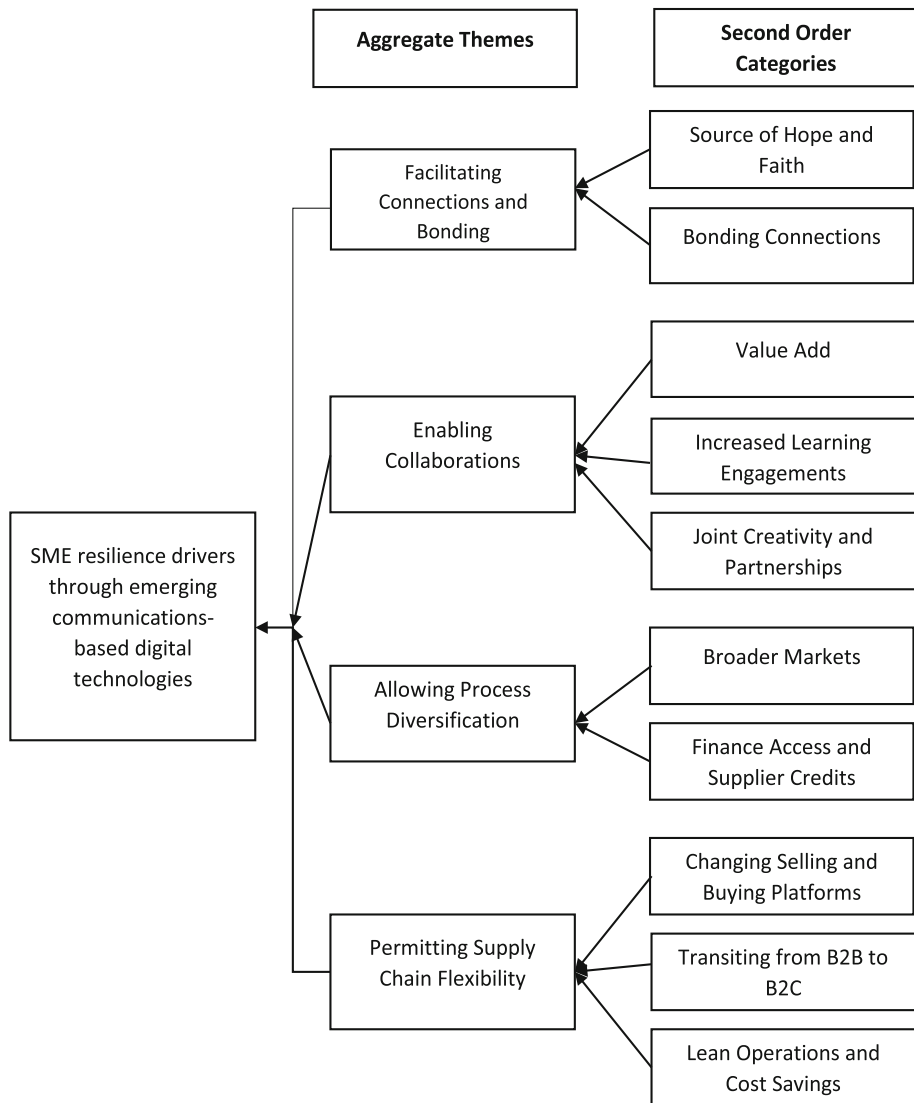 Aggregate Themes
Second Order
Categories
Source of Hope and
Faith
Facilitating
Connections and
Bonding
Bonding Connections
Value Add
Enabling
Collaborations
Increased Learning
Engagements
Joint Creativity and
Partnerships
SME resilience drivers
through emerging
communications-
based digital
technologies
Broader Markets
Allowing Process
Diversification
Finance Access and
Supplier Credits
Changing Selling and
Buying Platforms
Permitting Supply
Chain Flexibility
Transiting from B2B to
B2C
Lean Operations and
Cost Savings